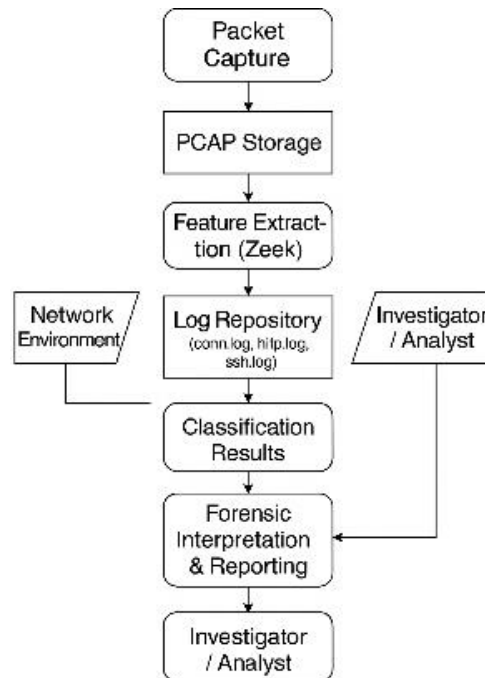 Packet
Capture
PCAP Storage
Feature Extract-
tion (Zeek)
Network
Environment
Log Repository
(conn.log, hifp.log,
ssh.log)
Investigator
/ Analyst
Classification
Results
Forensic
Interpretation
& Reporting
Investigator
/ Analyst